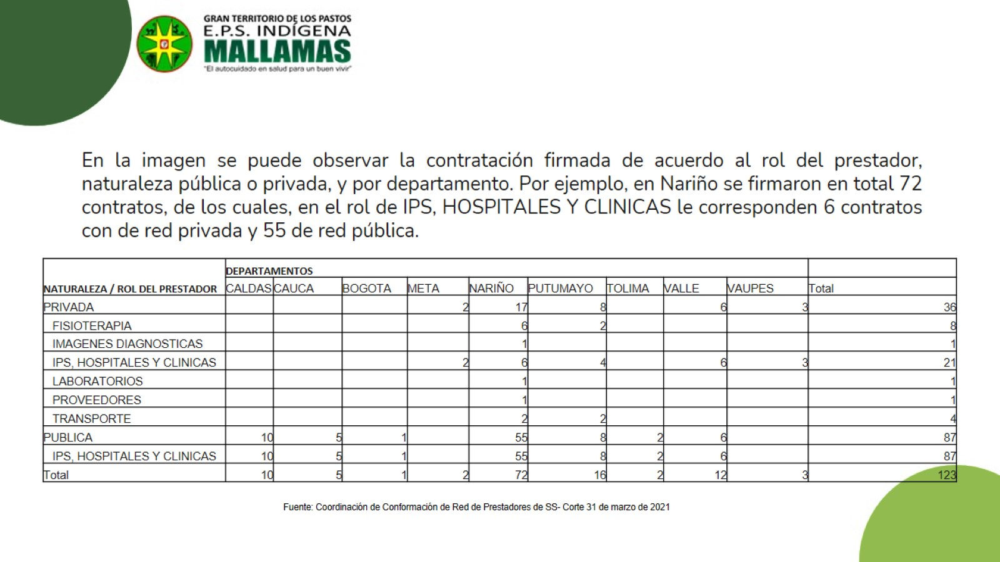 GRAN TERRITORIO DE LOS PASTOS
E.P.S. INDÍGENA
MALLAMAS
"El autocuidado en salud para un buen vivir"
En la imagen se puede observar la contratación firmada de acuerdo al rol del prestador,
naturaleza pública o privada, y por departamento. Por ejemplo, en Nariño se firmaron en total 72
contratos, de los cuales, en el rol de IPS, HOSPITALES Y CLINICAS le corresponden 6 contratos
con de red privada y 55 de red pública.
DEPARTAMENTOS
NATURALEZA / ROL DEL PRESTADOR CALDAS CAUCA BOGOTA META NARIÑO PUTUMAYO TOLIMA VALLE VAUPES Total
PRIVADA 2 17 8 6 3 36
FISIOTERAPIA 6 2 8
IMAGENES DIAGNOSTICAS 1 1
IPS, HOSPITALES Y CLINICAS 2 6 4 6 3 21
LABORATORIOS 1 1
PROVEEDORES 1 1
TRANSPORTE 2 2 4
PUBLICA 10 5 1 55 8 2 6 87
IPS, HOSPITALES Y CLINICAS 10 5 1 55 8 2 6 87
Total 10 5 1 2 72 16 2 12 3 123
Fuente: Coordinación de Conformación de Red de Prestadores de SS- Corte 31 de marzo de 2021